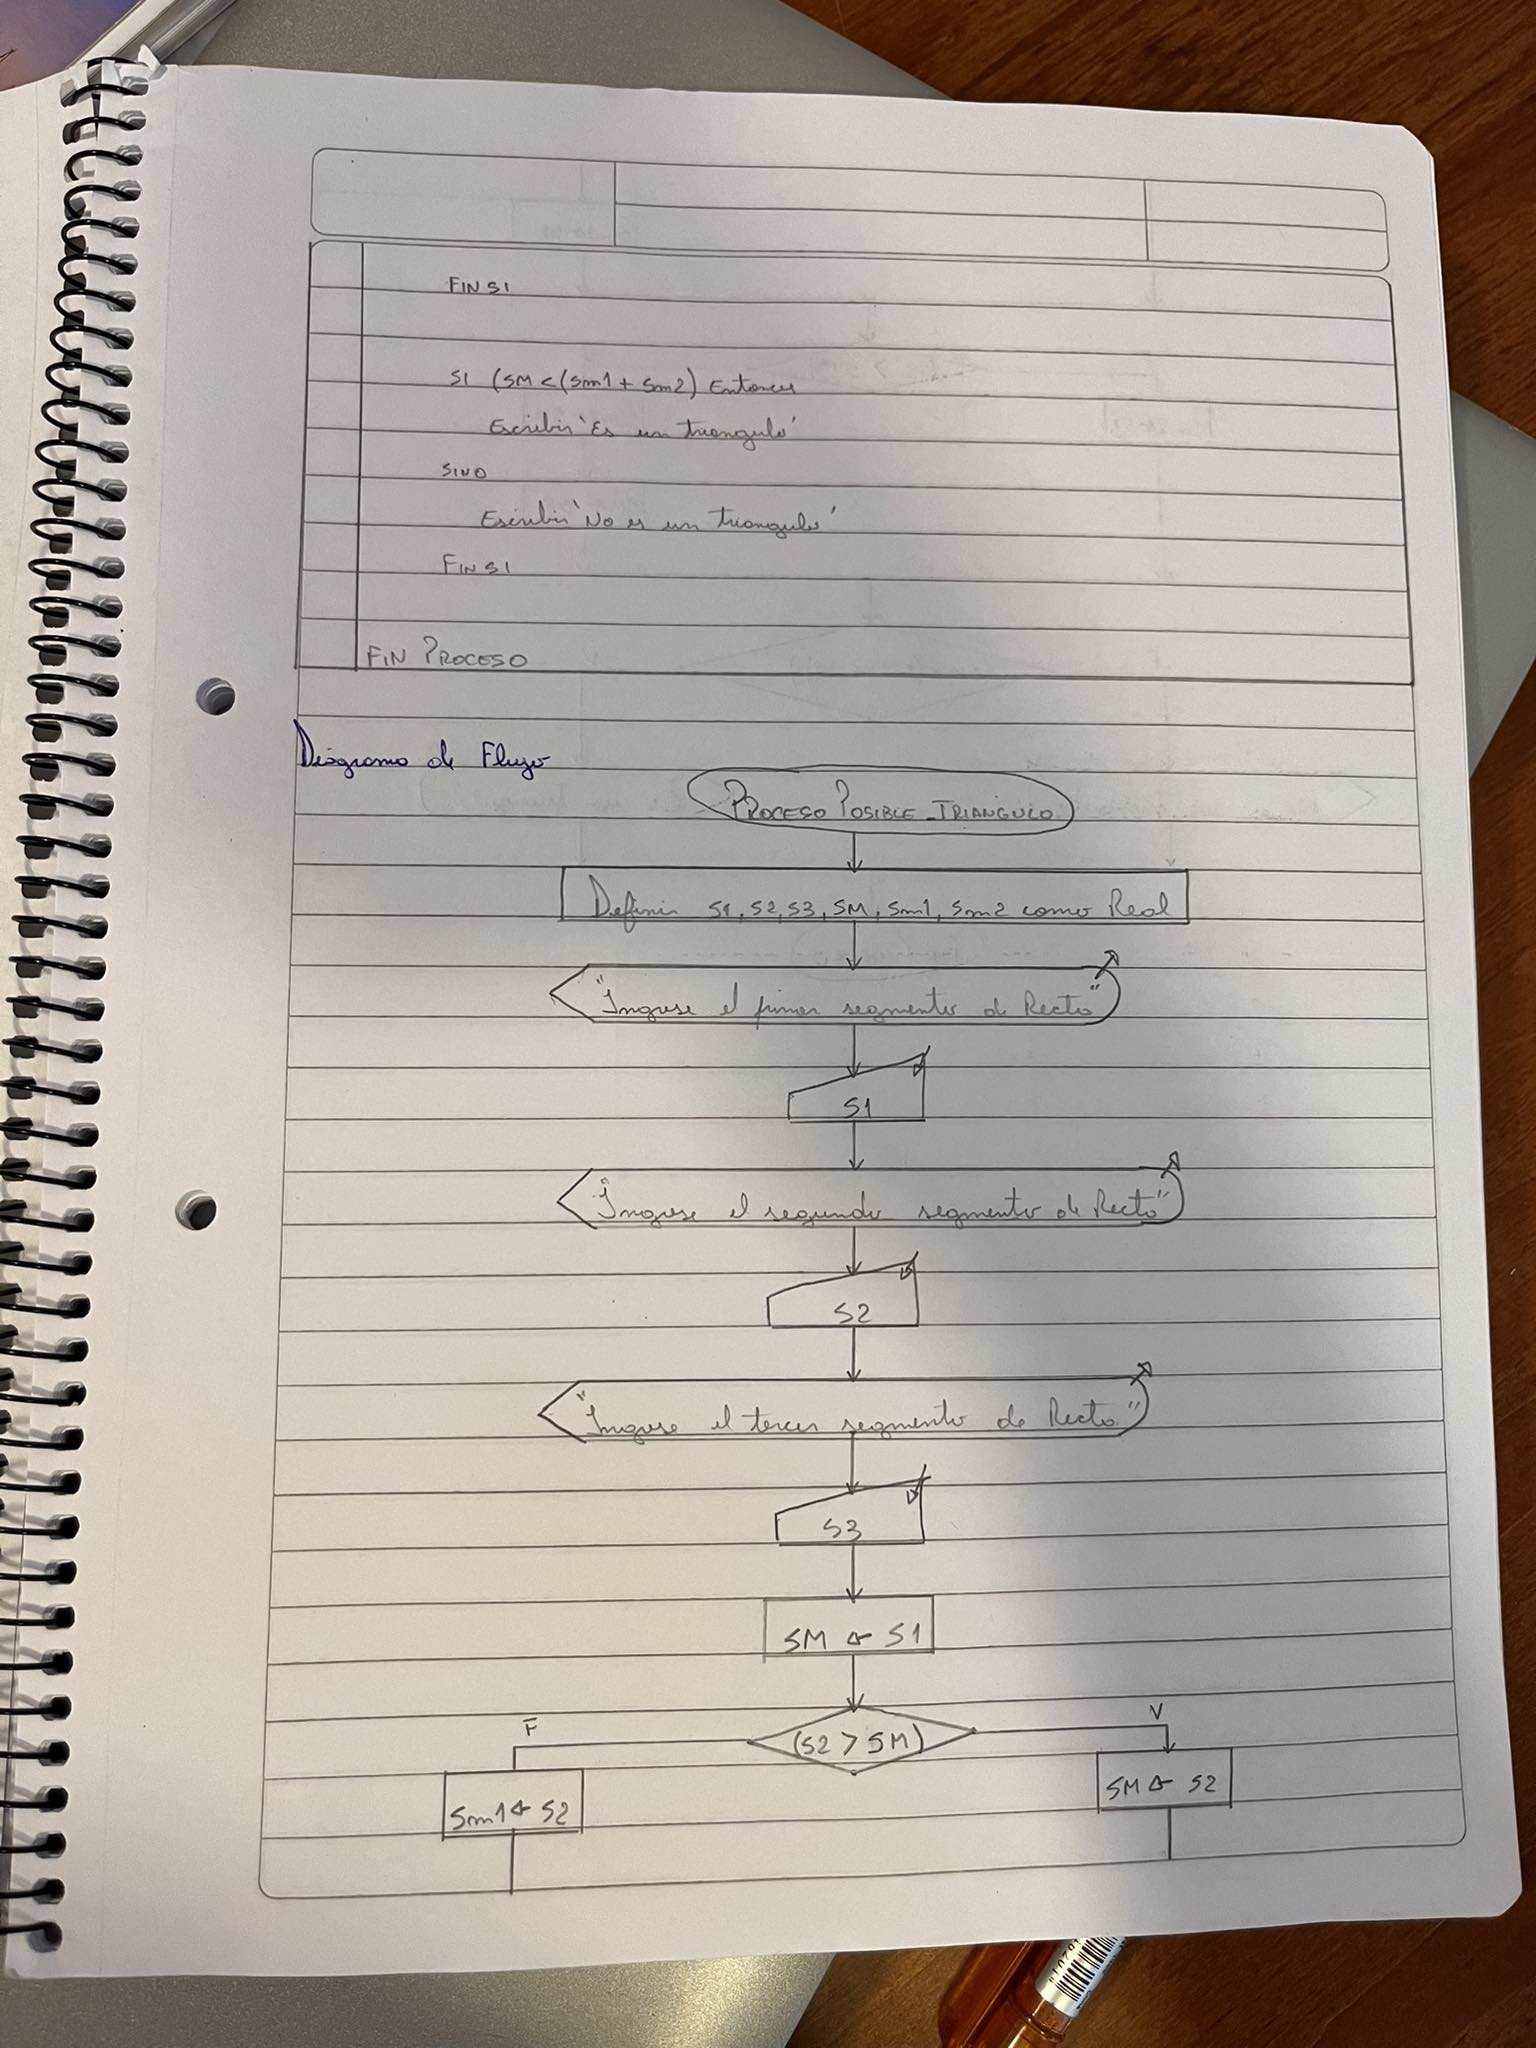 FIN SI
SI (SM < (Sm1 + Sm2) Entonces
Escribir 'Es un triangulo'
SINO
Escribir 'No es un Triangulo'
FIN SI
FIN PROCESO
Diagrama de Flujo
PROCESO POSIBLE_TRIÁNGULO
Definir S1, S2, S3, SM, Sm1, Sm2 como Real
"Ingrese el primer segmento de Recta"
S1
"Ingrese el segundo segmento de Recta"
S2
"Ingrese el tercer segmento de Recta"
S3
SM ← S1
F
V
(S2 > SM)
Sm1 ← S2
SM ← S2